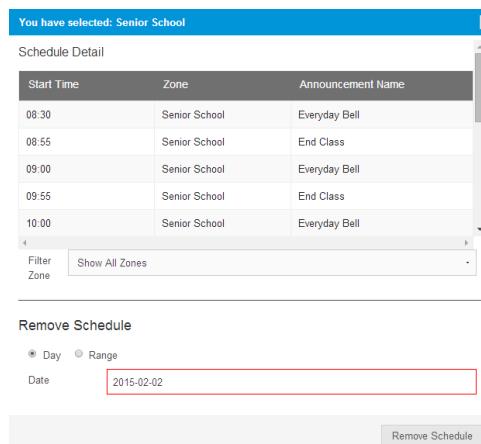 You have selected: Senior School
Schedule Detail
Start Time Zone Announcement Name
08:30 Senior School Everyday Bell
08:55 Senior School End Class
09:00 Senior School Everyday Bell
09:55 Senior School End Class
10:00 Senior School Everyday Bell
Filter Zone Show All Zones
Remove Schedule
Day Range
Date 2015-02-02
Remove Schedule